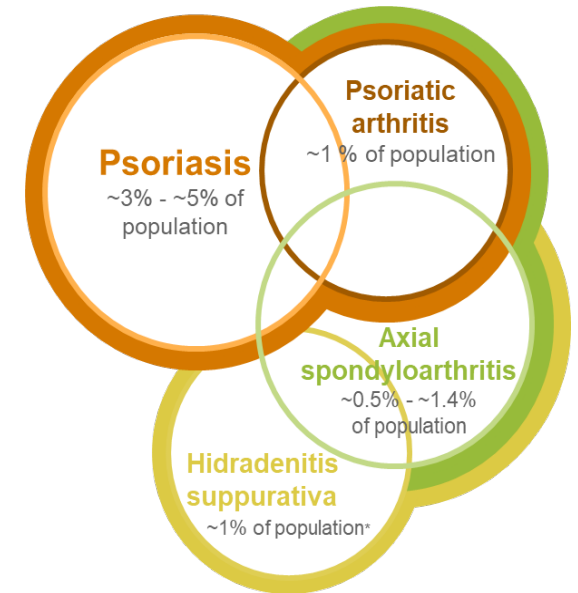 Psoriatic
arthritis
~1 % of population
Psoriasis
~3% - ~5% of
population
Axial
spondyloarthritis
~0.5% - ~1.4%
of population
Hidradenitis
suppurativa
~1% of population*